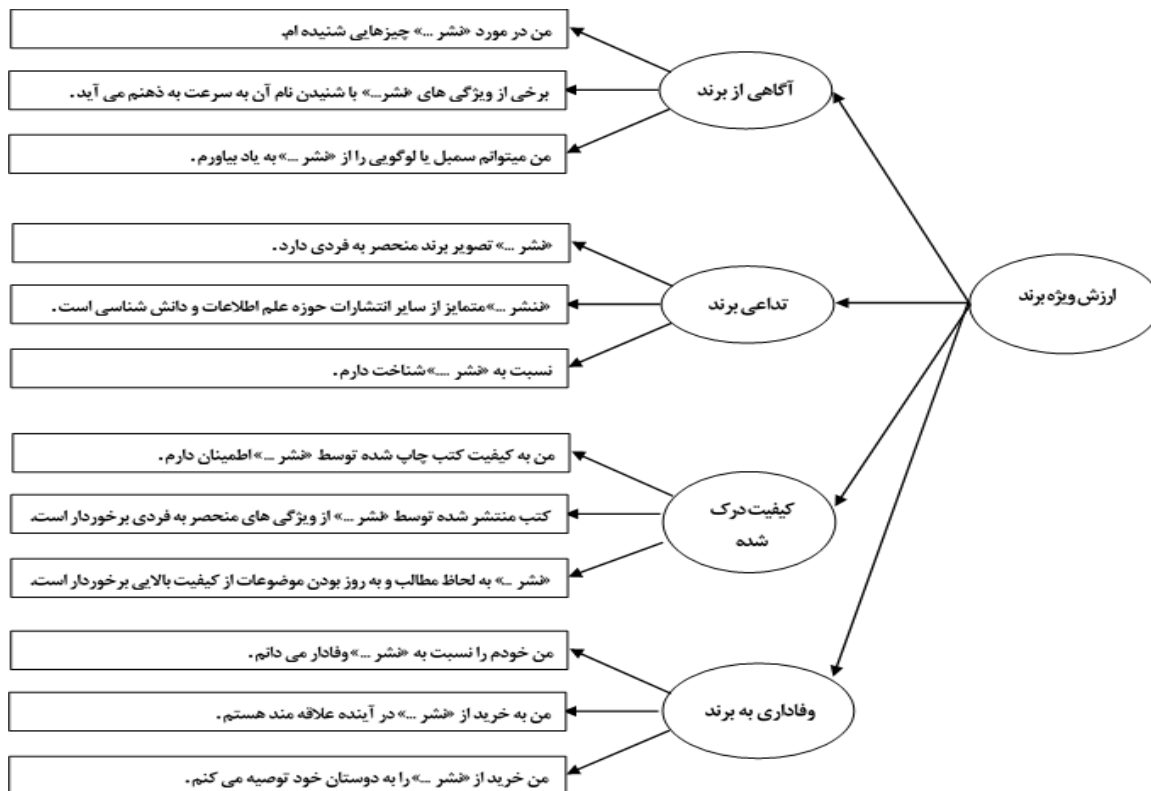 ارزش ویژه برند
آگاهی از برند
من در مورد «نشر ...» چیزهایی شنیده ام.
برخی از ویژگی های «نشر...» با شنیدن نام آن به سرعت به ذهنم می آید.
من میتوانم سمبل یا لوگویی را از «نشر ...» به یاد بیاورم.
تداعی برند
«نشر ...» تصویر برند منحصر به فردی دارد.
«ننشر ...» متمایز از سایر انتشارات حوزه علم اطلاعات و دانش شناسی است.
نسبت به «نشر ....» شناخت دارم.
کیفیت درک
شده
من به کیفیت کتب چاپ شده توسط «نشر ...» اطمینان دارم.
کتب منتشر شده توسط «نشر ...» از ویژگی های منحصر به فردی برخوردار است.
«نشر ...» به لحاظ مطالب و به روز بودن موضوعات از کیفیت بالایی برخوردار است.
وفاداری به برند
من خودم را نسبت به «نشر ...» وفادار می دانم.
من به خرید از «نشر ...» در آینده علاقه مند هستم.
من خرید از «نشر ...» را به دوستان خود توصیه می کنم.